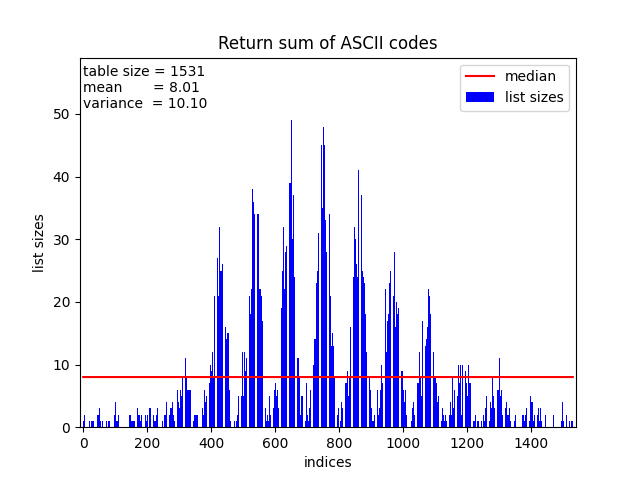 Return sum of ASCII codes
table size = 1531
mean = 8.01
variance = 10.10
median
list sizes
list sizes
50
40
30
20
10
0
0 200 400 600 800 1000 1200 1400
indices